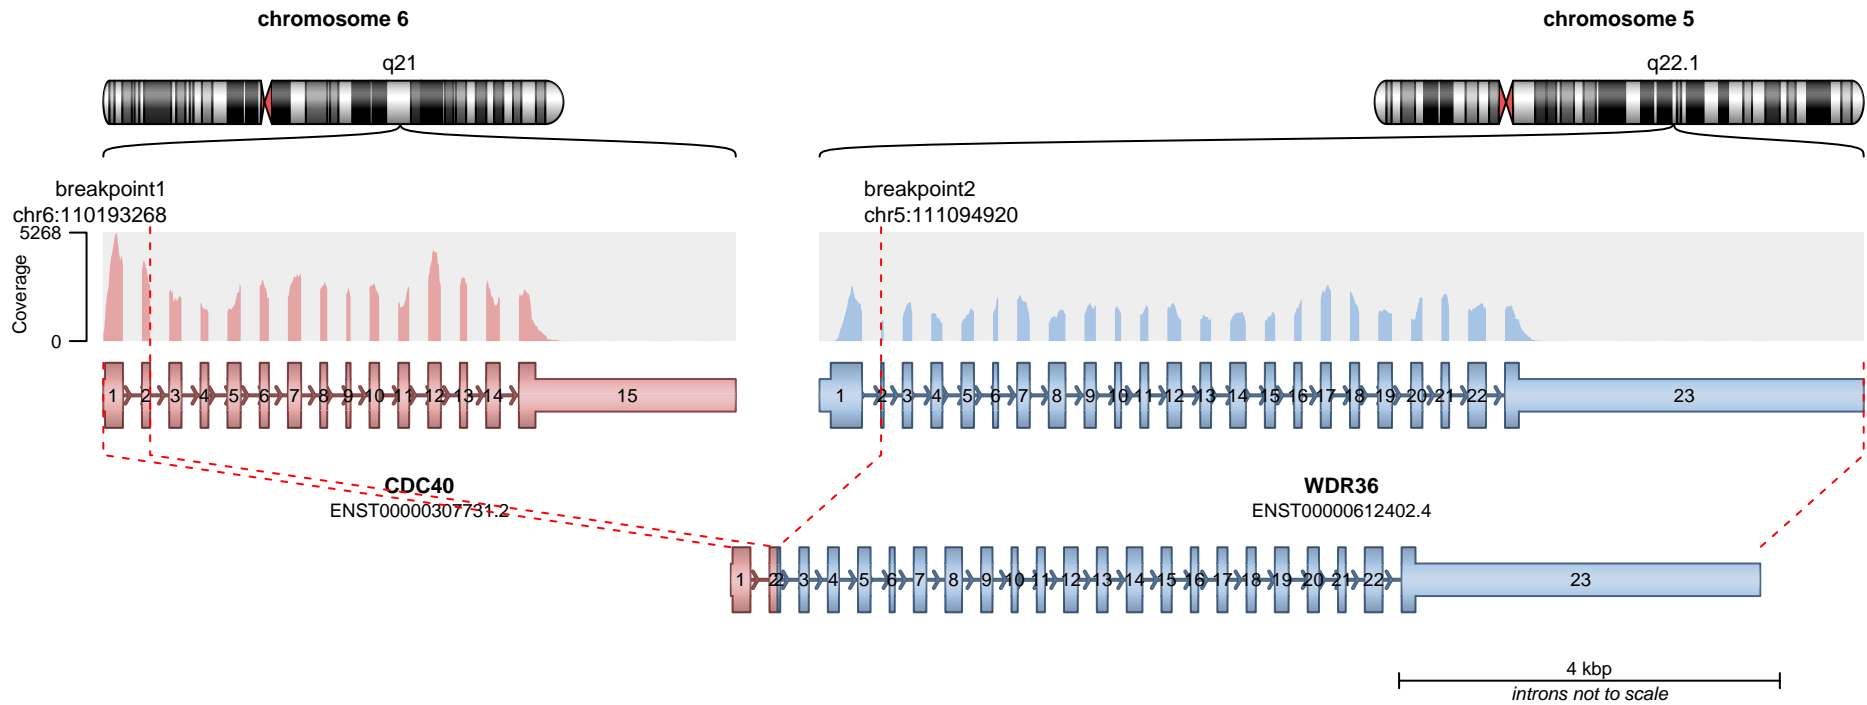 chromosome 6
chromosome 5
q21
q22.1
breakpoint1
chr6:110193268
breakpoint2
chr5:111094920
5268
Coverage
0
1 2 3 4 5 6 7 8 9 10 11 12 13 14 15
1 2 3 4 5 6 7 8 9 10 11 12 13 14 15 16 17 18 19 20 21 22 23
CDC40
ENST00000307731.2
WDR36
ENST00000612402.4
1 2 2 3 4 5 6 7 8 9 10 11 12 13 14 15 16 17 18 19 20 21 22 23
4 kbp
introns not to scale